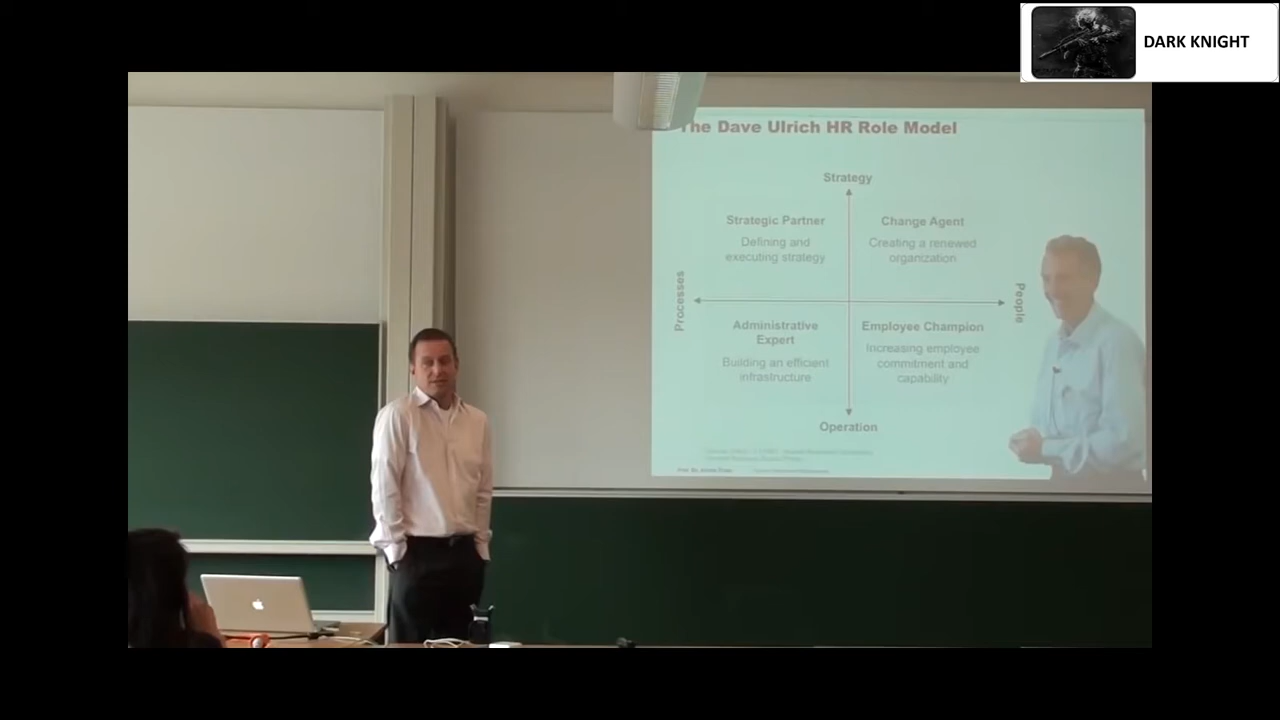 DARK KNIGHT
The Dave Ulrich HR Role Model
Strategy
Strategic Partner
Defining and
executing strategy
Change Agent
Creating a renewed
organization
Processes
People
Administrative
Expert
Building an efficient
infrastructure
Employee Champion
Increasing employee
commitment and
capability
Operation